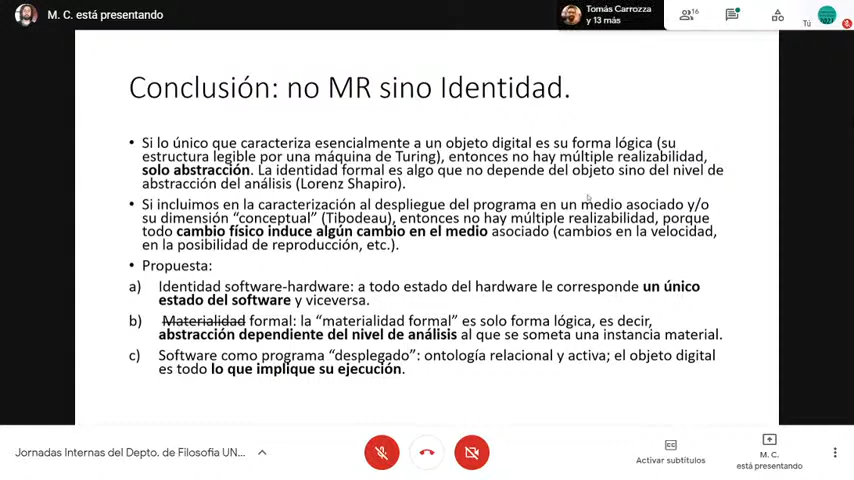 M. C. está presentando
Tomás Carrozza
y 13 más
16
Tú
2021
Conclusión: no MR sino Identidad.
• Si lo único que caracteriza esencialmente a un objeto digital es su forma lógica (su
estructura legible por una máquina de Turing), entonces no hay múltiple realizabilidad,
solo abstracción. La identidad formal es algo que no depende del objeto sino del nivel de
abstracción del análisis (Lorenz Shapiro).
• Si incluimos en la caracterización al despliegue del programa en un medio asociado y/o
su dimensión “conceptual” (Tibodeau), entonces no hay múltiple realizabilidad, porque
todo cambio físico induce algún cambio en el medio asociado (cambios en la velocidad,
en la posibilidad de reproducción, etc.).
• Propuesta:
a) Identidad software-hardware: a todo estado del hardware le corresponde un único
estado del software y viceversa.
b) Materialidad formal: la “materialidad formal” es solo forma lógica, es decir,
abstracción dependiente del nivel de análisis al que se someta una instancia material.
c) Software como programa “desplegado”: ontología relacional y activa; el objeto digital
es todo lo que implique su ejecución.
Jornadas Internas del Depto. de Filosofia UN...
Activar subtítulos
M. C.
está presentando